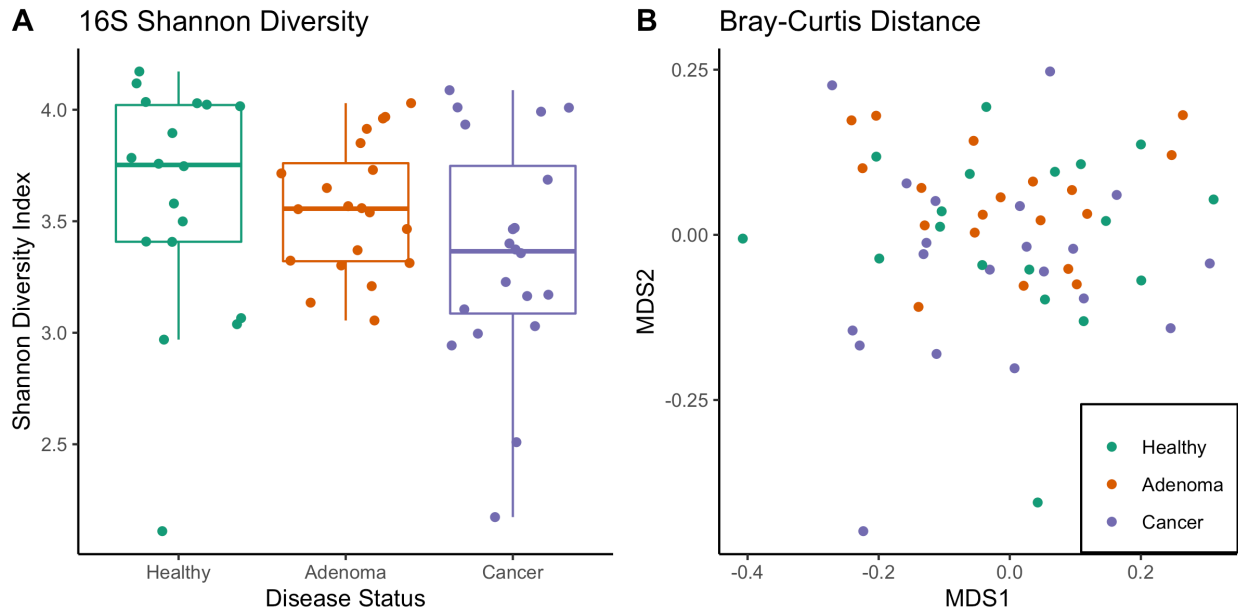 A 16S Shannon Diversity
Shannon Diversity Index
4.0
3.5
3.0
2.5
Healthy Adenoma Cancer
Disease Status
B Bray-Curtis Distance
MDS2
0.25
0.00
-0.25
-0.4 -0.2 0.0 0.2
MDS1
Healthy
Adenoma
Cancer